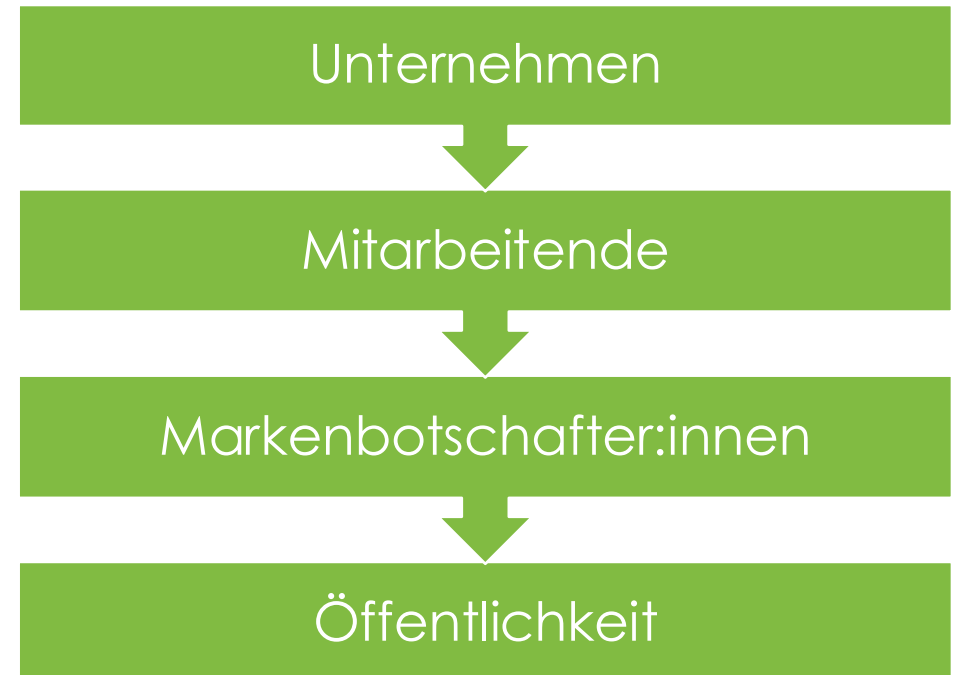 Unternehmen
Mitarbeitende
Markenbotschafter:innen
Öffentlichkeit